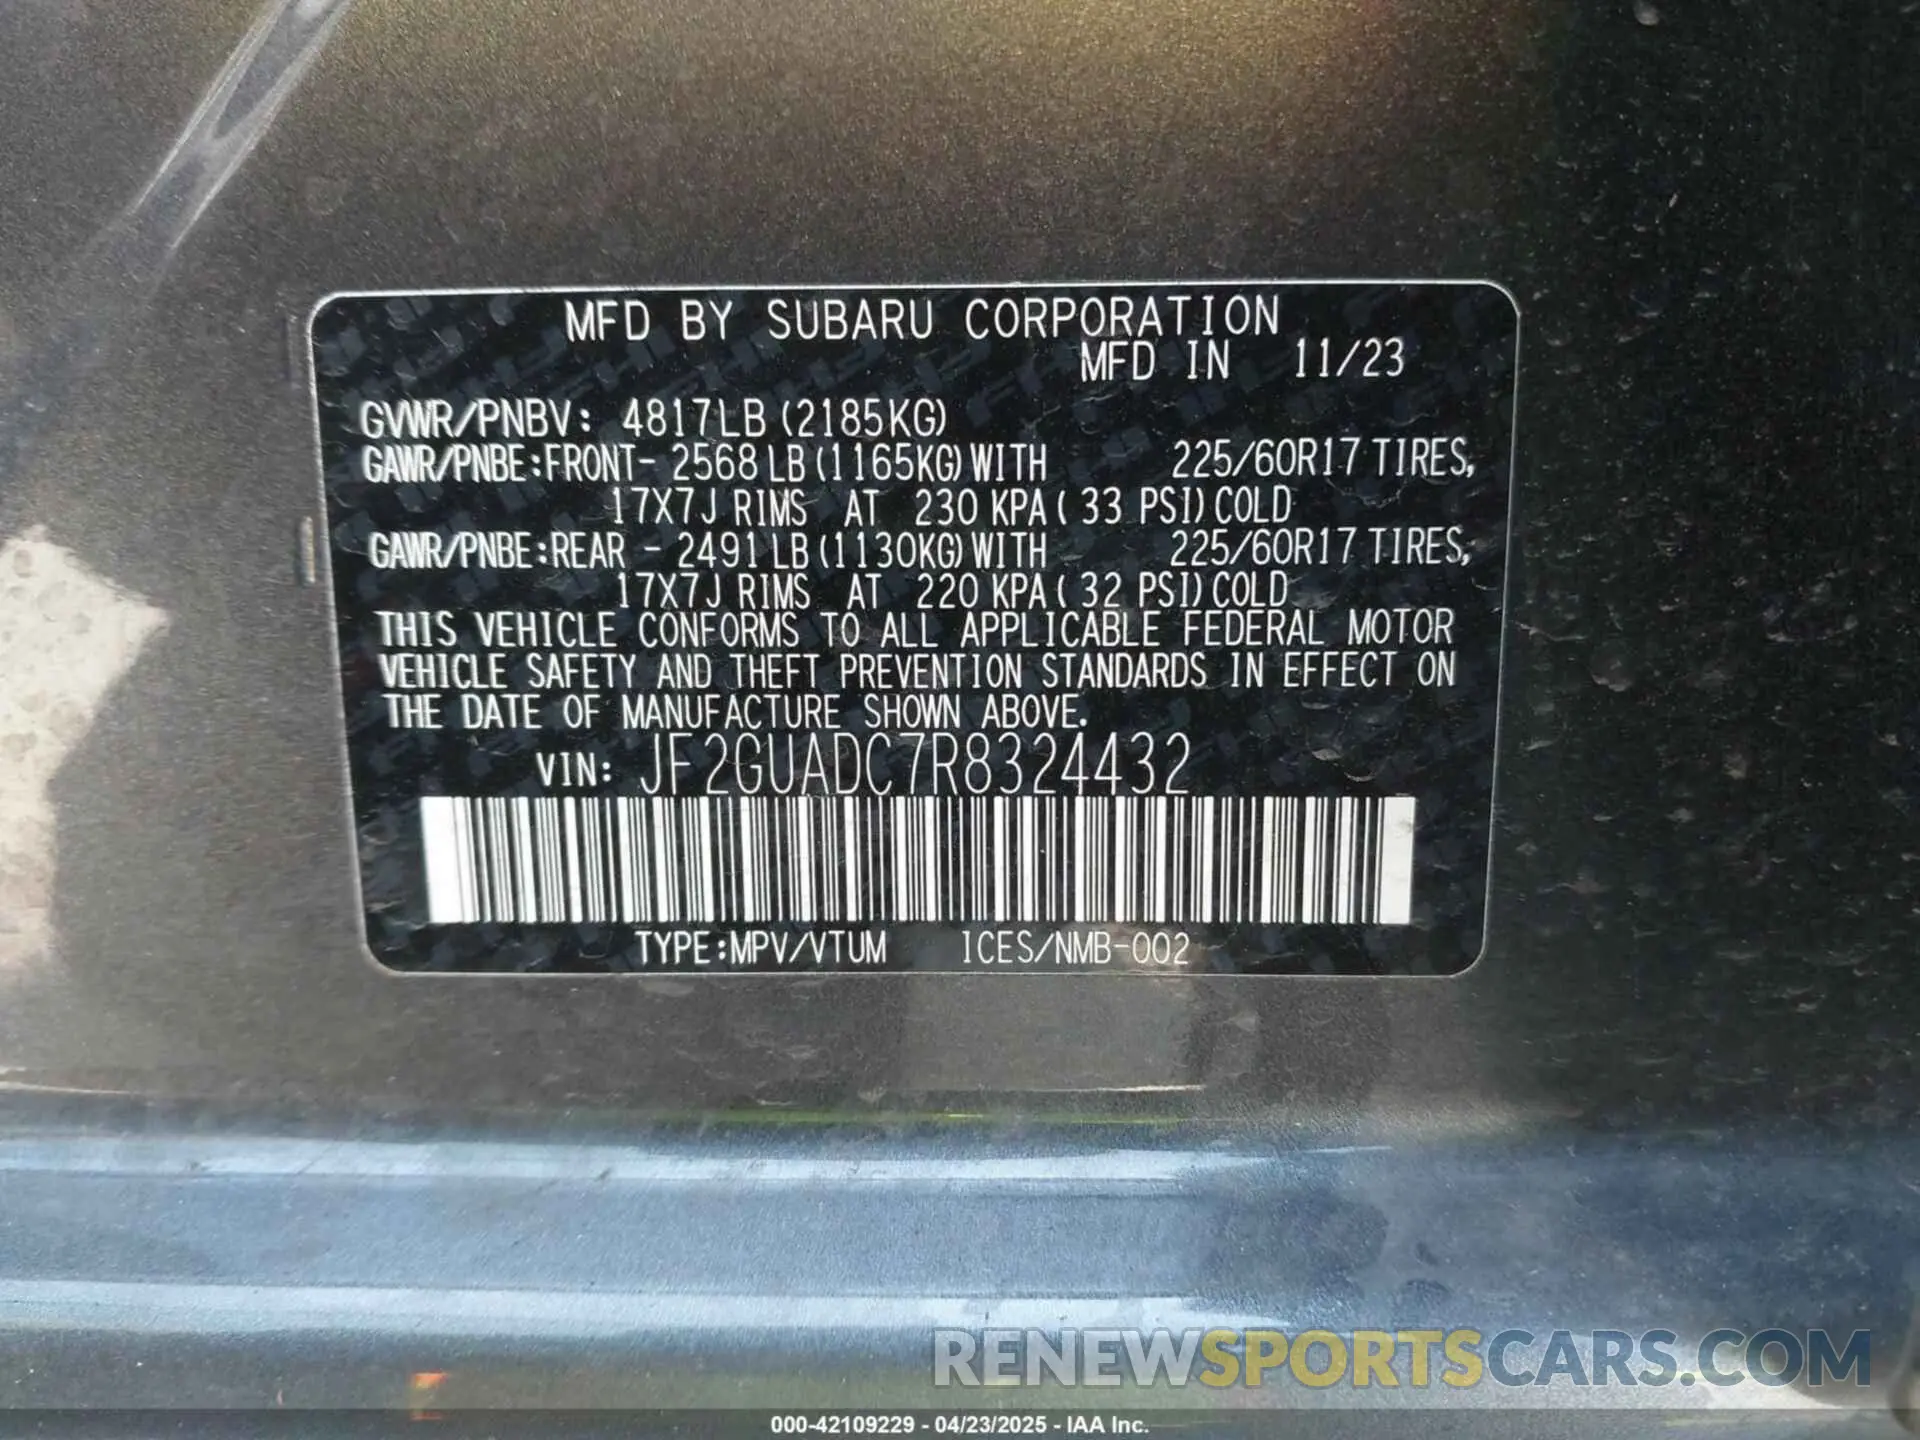 MFD BY SUBARU CORPORATION
MFD IN 11/23
GVWR/PNBV: 4817LB (2185KG)
GAWR/PNBE:FRONT- 2568 LB (1165KG) WITH 225/60R17 TIRES,
17X7J RIMS AT 230 KPA ( 33 PSI) COLD
GAWR/PNBE:REAR - 2491 LB (1130KG) WITH 225/60R17 TIRES,
17X7J RIMS AT 220 KPA ( 32 PSI) COLD
THIS VEHICLE CONFORMS TO ALL APPLICABLE FEDERAL MOTOR
VEHICLE SAFETY AND THEFT PREVENTION STANDARDS IN EFFECT ON
THE DATE OF MANUFACTURE SHOWN ABOVE.
VIN: JF2GUADC7R8324432
TYPE:MPV/VTUM ICES/NMB-002
RENEWSPORTSCARS.COM
000-42109229 - 04/23/2025 - IAA Inc.